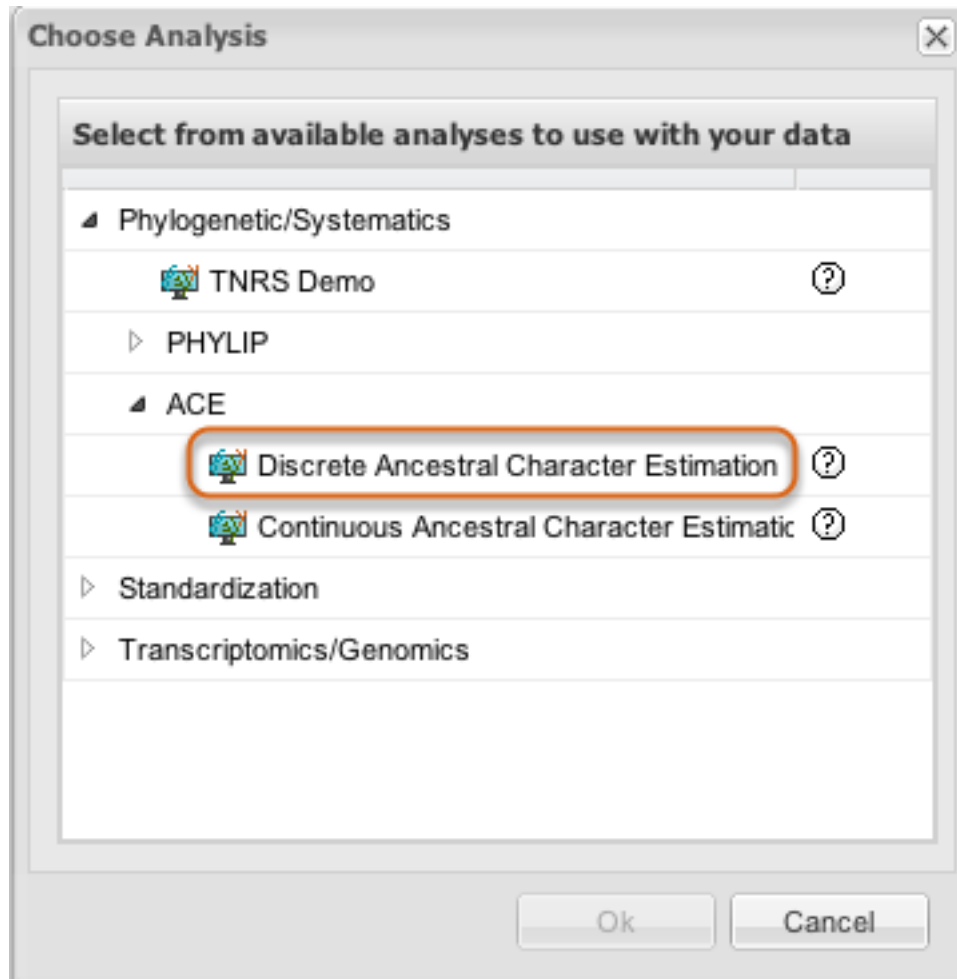 Choose Analysis
Select from available analyses to use with your data
Phylogenetic/Systematics
TNRS Demo
PHYLIP
ACE
Discrete Ancestral Character Estimation
Continuous Ancestral Character Estimatic
Standardization
Transcriptomics/Genomics
Ok
Cancel